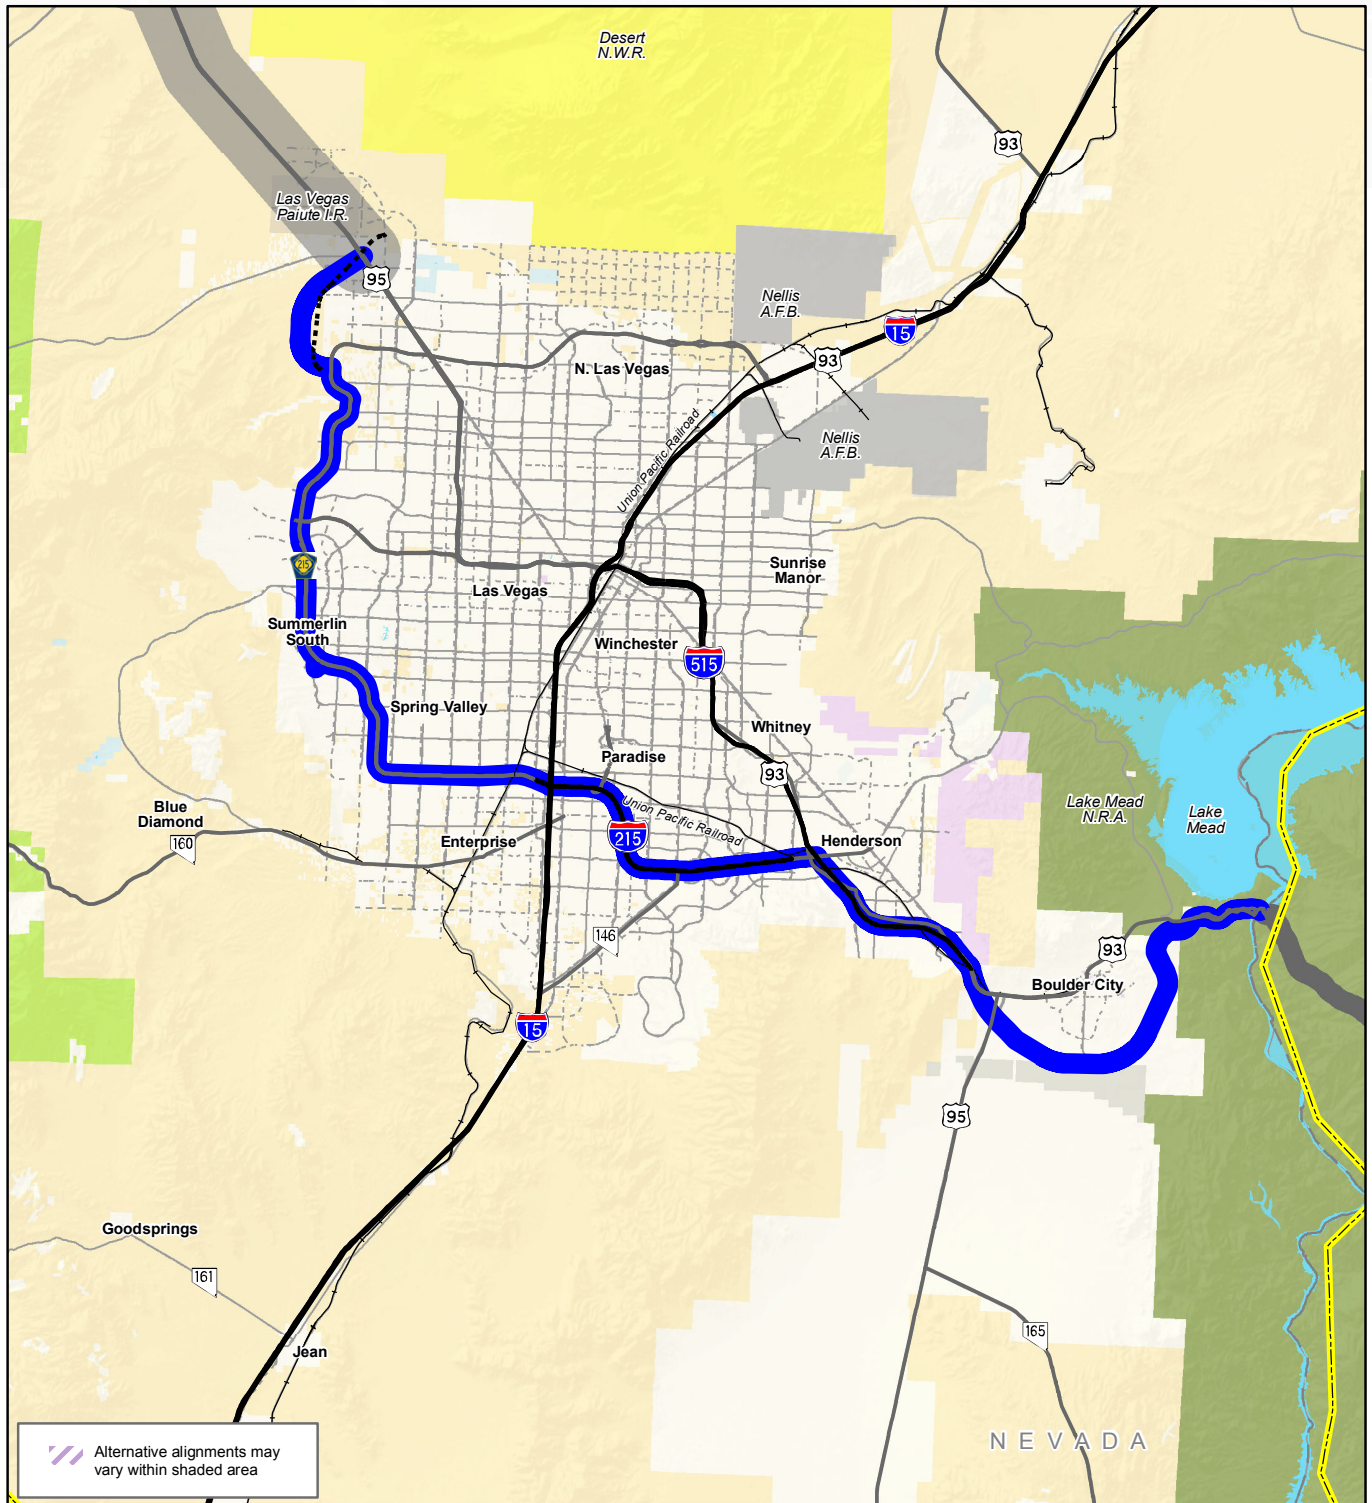 Desert
N.W.R.
93
Las Vegas
Paiute I.R.
95
Nellis
A.F.B.
15
93
N. Las Vegas
Union Pacific Railroad
Nellis
A.F.B.
215
Las Vegas
Sunrise
Manor
Summerlin
South
Winchester
515
Spring Valley
Whitney
Paradise
93
Blue
Diamond
160
Union Pacific Railroad
Enterprise
215
Henderson
Lake Mead
N.R.A.
Lake
Mead
146
93
Boulder City
15
95
Goodsprings
161
Jean
165
NEVADA
Alternative alignments may
vary within shaded area